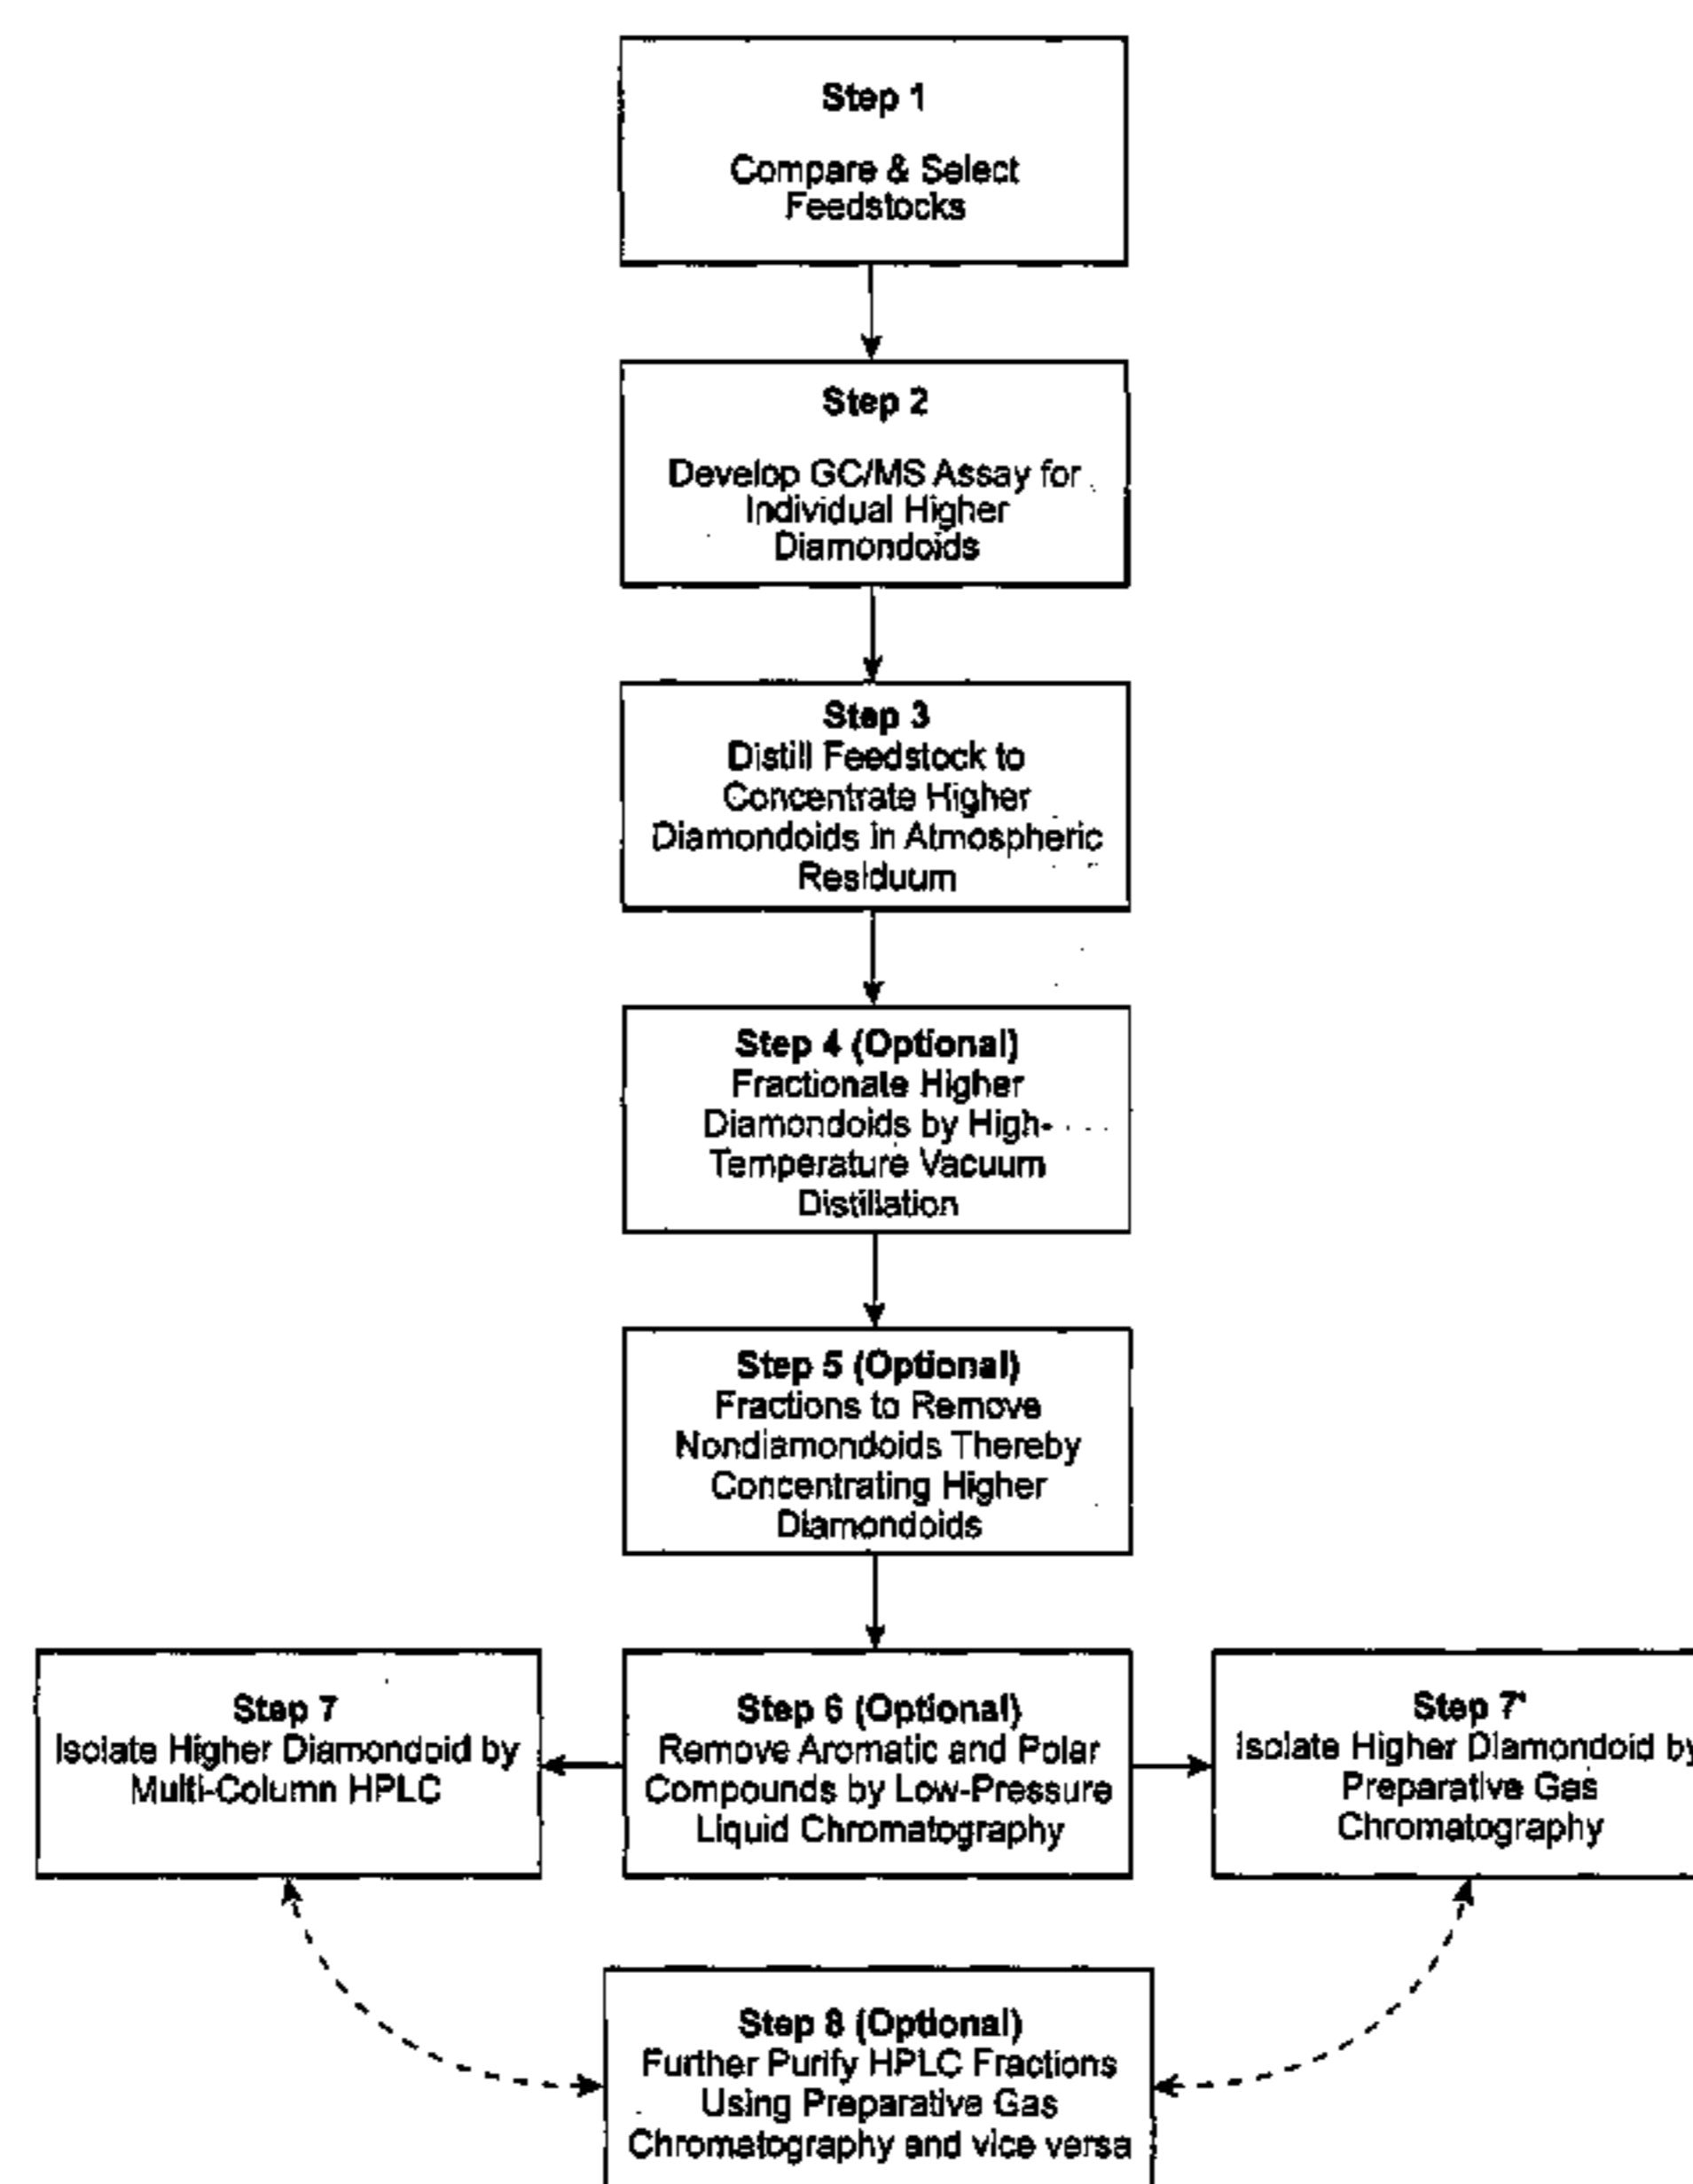 Step 1
Compare & Select
Feedstocks
Step 2
Develop GC/MS Assay for
Individual Higher
Diamondoids
Step 3
Distill Feedstock to
Concentrate Higher
Diamondoids in Atmospheric
Residuum
Step 4 (Optional)
Fractionate Higher
Diamondoids by High-
Temperature Vacuum
Distillation
Step 5 (Optional)
Fractions to Remove
Nondiamondoids Thereby
Concentrating Higher
Diamondoids
Step 7
Isolate Higher Diamondoid by
Multi-Column HPLC
Step 6 (Optional)
Remove Aromatic and Polar
Compounds by Low-Pressure
Liquid Chromatography
Step 7'
Isolate Higher Diamondoid by
Preparative Gas
Chromatography
Step 8 (Optional)
Further Purify HPLC Fractions
Using Preparative Gas
Chromatography and vice versa